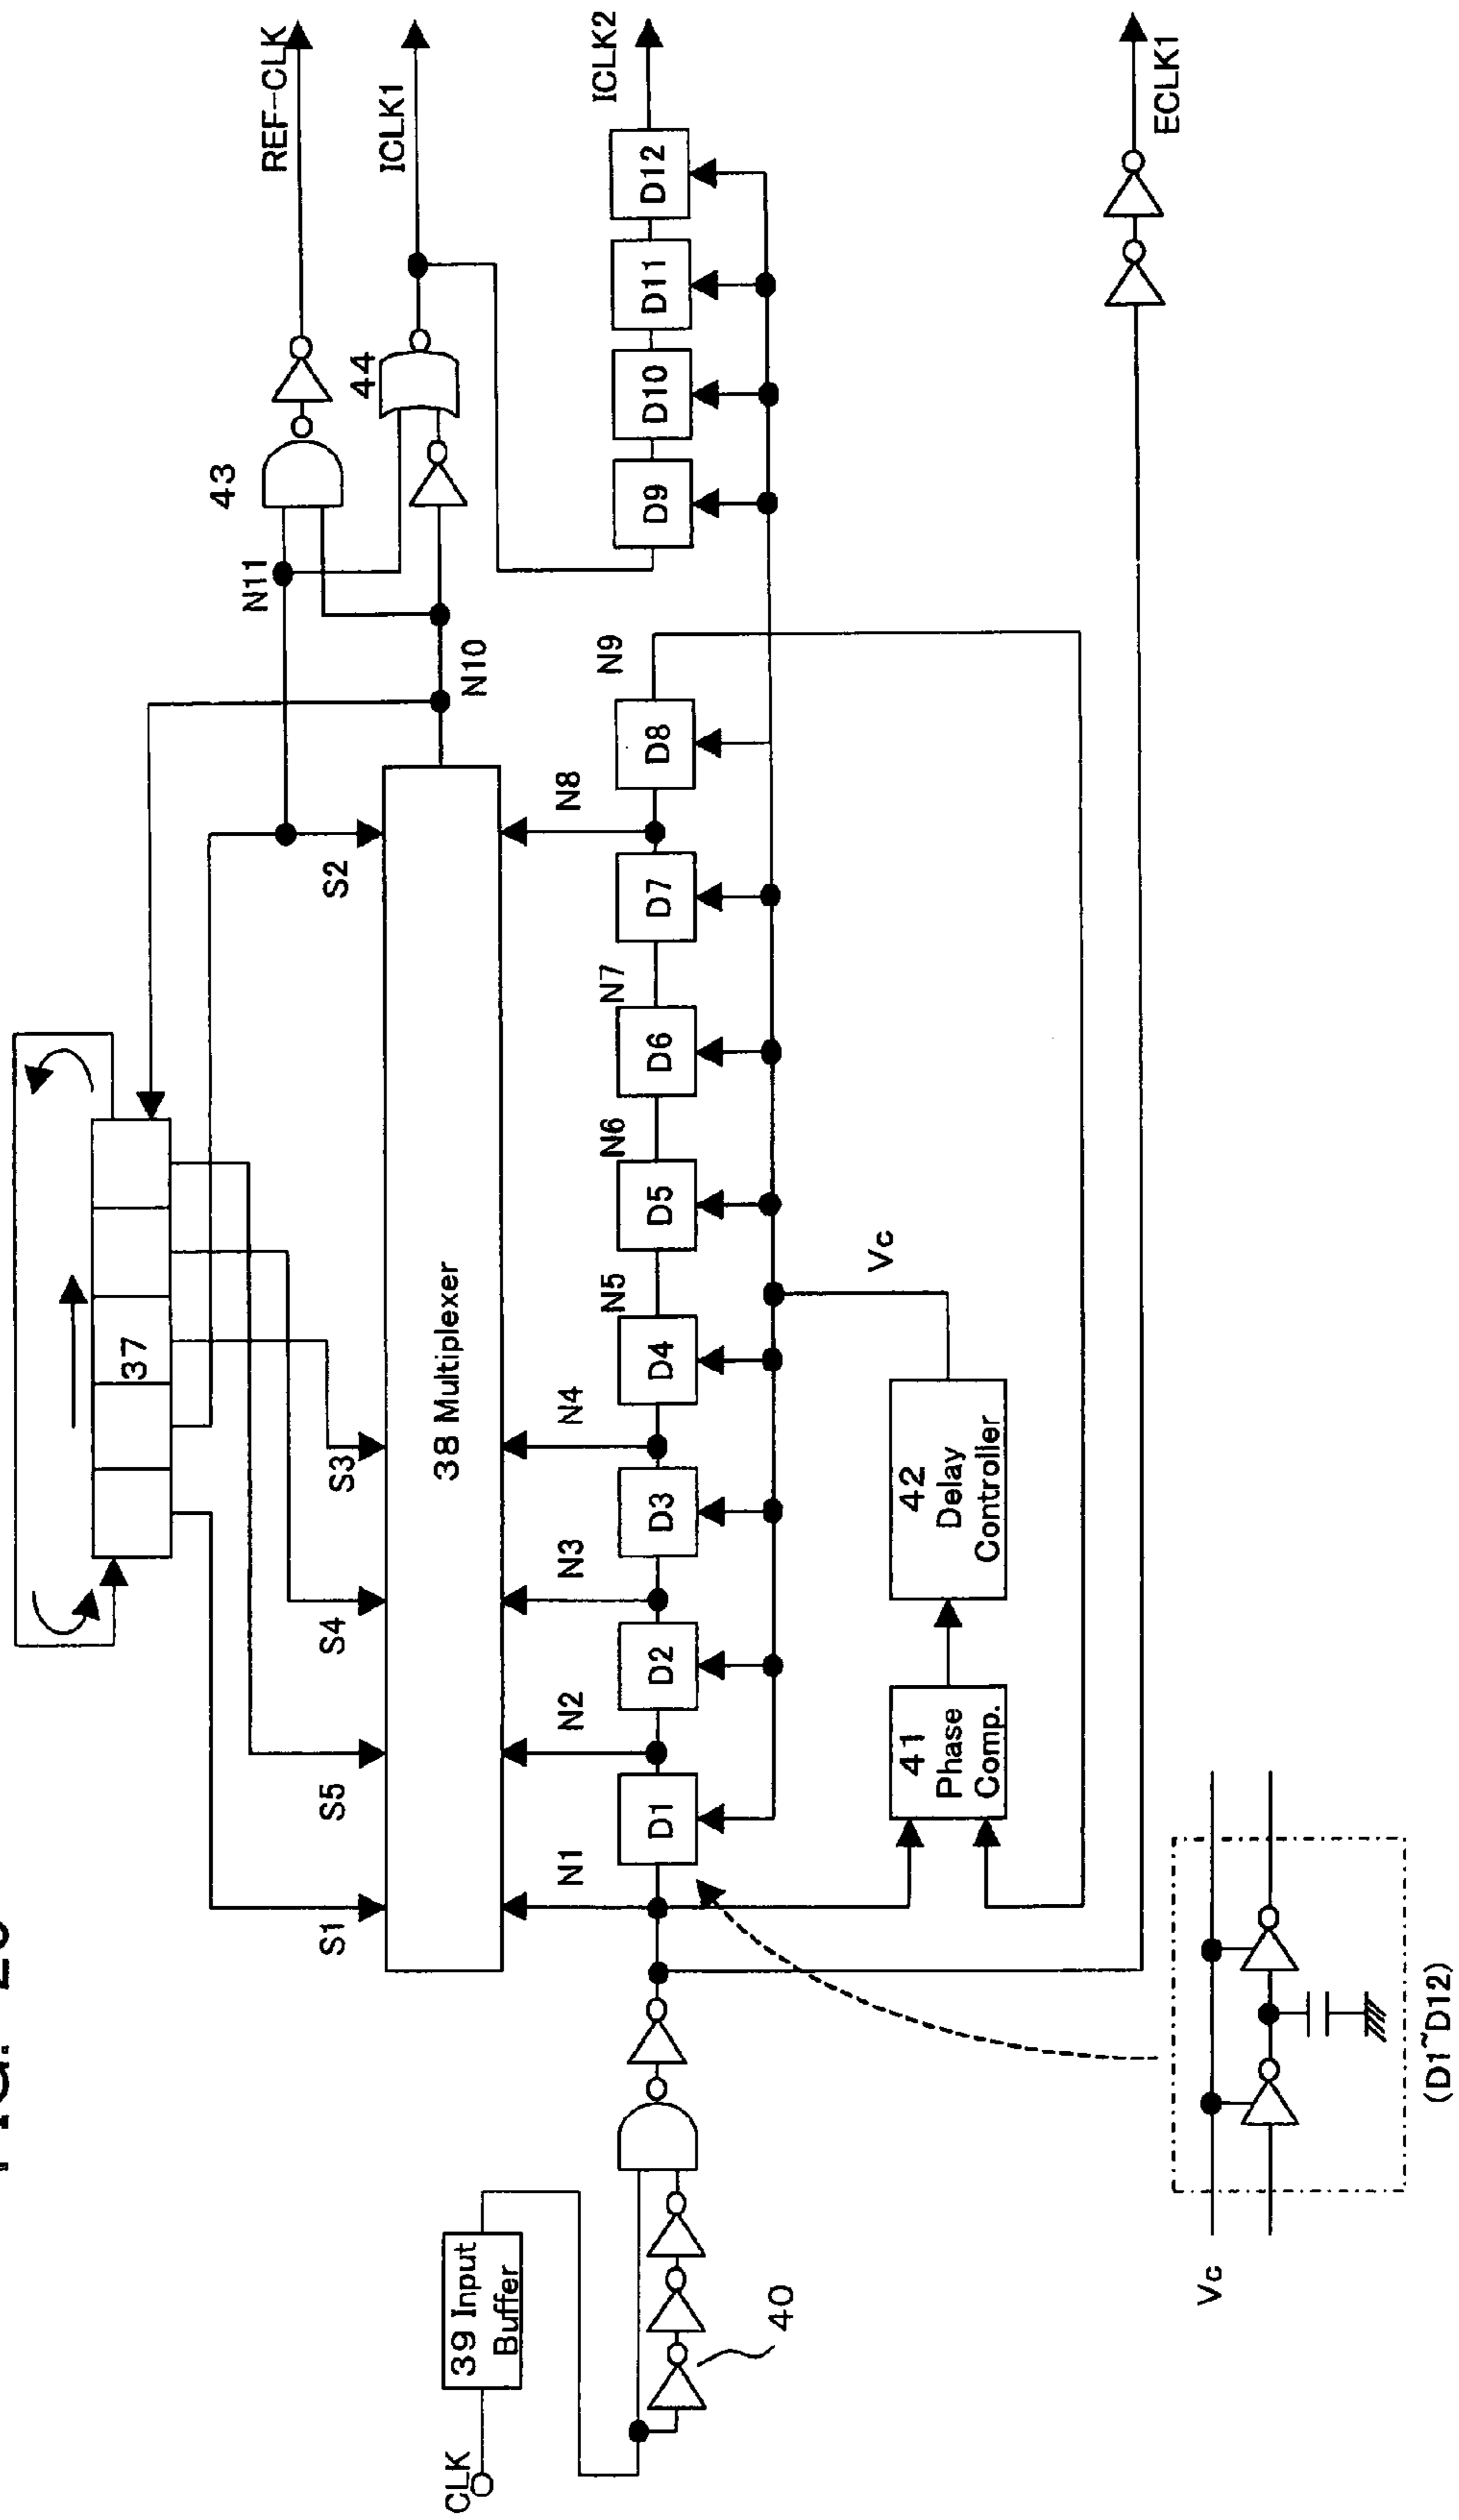 REF-CLK
ICLK1
ICLK2
ECLK1
43
44
N11
N10
37
S1
S5
S4
S3
S2
38 Multiplexer
N1
N2
N3
N4
N5
N6
N7
N8
N9
D1
D2
D3
D4
D5
D6
D7
D8
D9
D10
D11
D12
Vc
41
Phase
Comp.
42
Delay
Controller
CLK
39 Input
Buffer
40
Vc
(D1~D12)